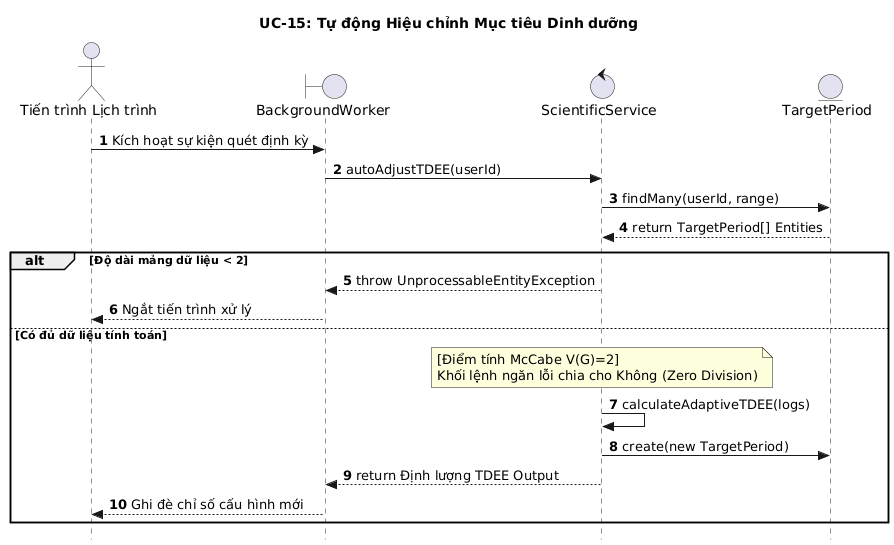 UC-15: Tự động Hiệu chỉnh Mục tiêu Dinh dưỡng
Tiến trình Lịch trình
BackgroundWorker
ScientificService
TargetPeriod
1 Kích hoạt sự kiện quét định kỳ
2 autoAdjustTDEE(userId)
3 findMany(userId, range)
4 return TargetPeriod[] Entities
alt [Độ dài mảng dữ liệu < 2]
5 throw UnprocessableEntityException
6 Ngắt tiến trình xử lý
[Có đủ dữ liệu tính toán]
[Điểm tính McCabe V(G)=2]
Khối lệnh ngăn lỗi chia cho Không (Zero Division)
7 calculateAdaptiveTDEE(logs)
8 create(new TargetPeriod)
9 return Định lượng TDEE Output
10 Ghi đè chỉ số cấu hình mới